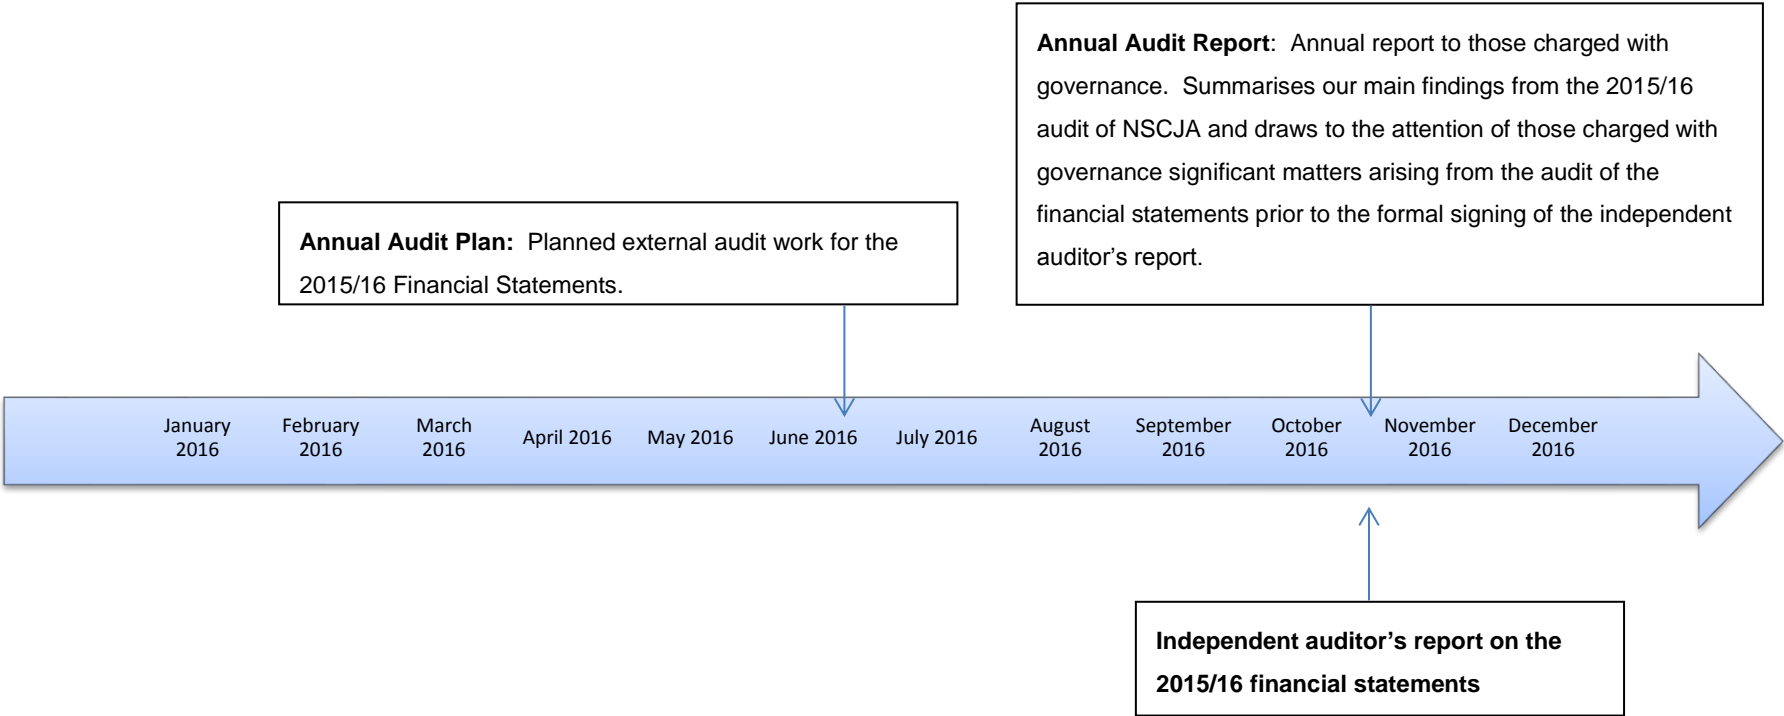 Annual Audit Report:  Annual report to those charged with
governance.  Summarises our main findings from the 2015/16
audit of NSCJA and draws to the attention of those charged with
governance significant matters arising from the audit of the
financial statements prior to the formal signing of the independent
auditor’s report.
Annual Audit Plan:  Planned external audit work for the
2015/16 Financial Statements.
January
2016
February
2016
March
2016
April 2016
May 2016
June 2016
July 2016
August
2016
September
2016
October
2016
November
2016
December
2016
Independent auditor’s report on the
2015/16 financial statements